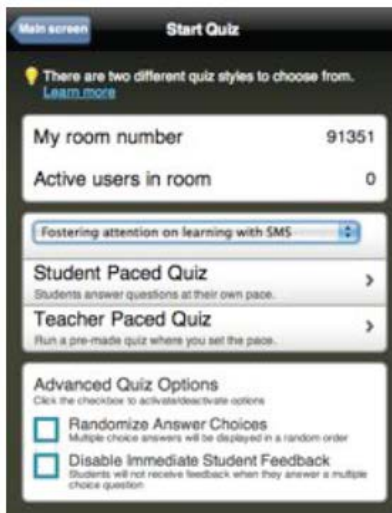 Main screen
Start Quiz
There are two different quiz styles to choose from.
Learn more
My room number 91351
Active users in room 0
Fostering attention on learning with SMS
Student Paced Quiz
Students answer questions at their own pace.
Teacher Paced Quiz
Run a pre-made quiz where you set the pace.
Advanced Quiz Options
Click the checkbox to activate/deactivate options
Randomize Answer Choices
Multiple choice answers will be displayed in a random order
Disable Immediate Student Feedback
Students will not receive feedback when they answer a multiple
choice question